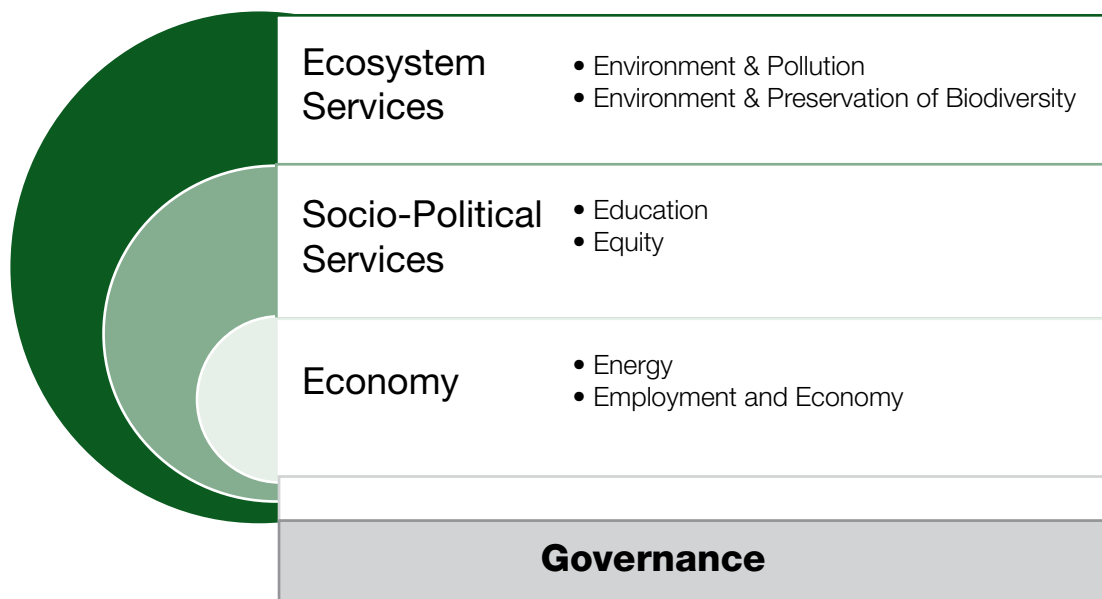 Ecosystem
Services
• Environment & Pollution
• Environment & Preservation of Biodiversity
Socio-Political
Services
• Education
• Equity
Economy
• Energy
• Employment and Economy
Governance